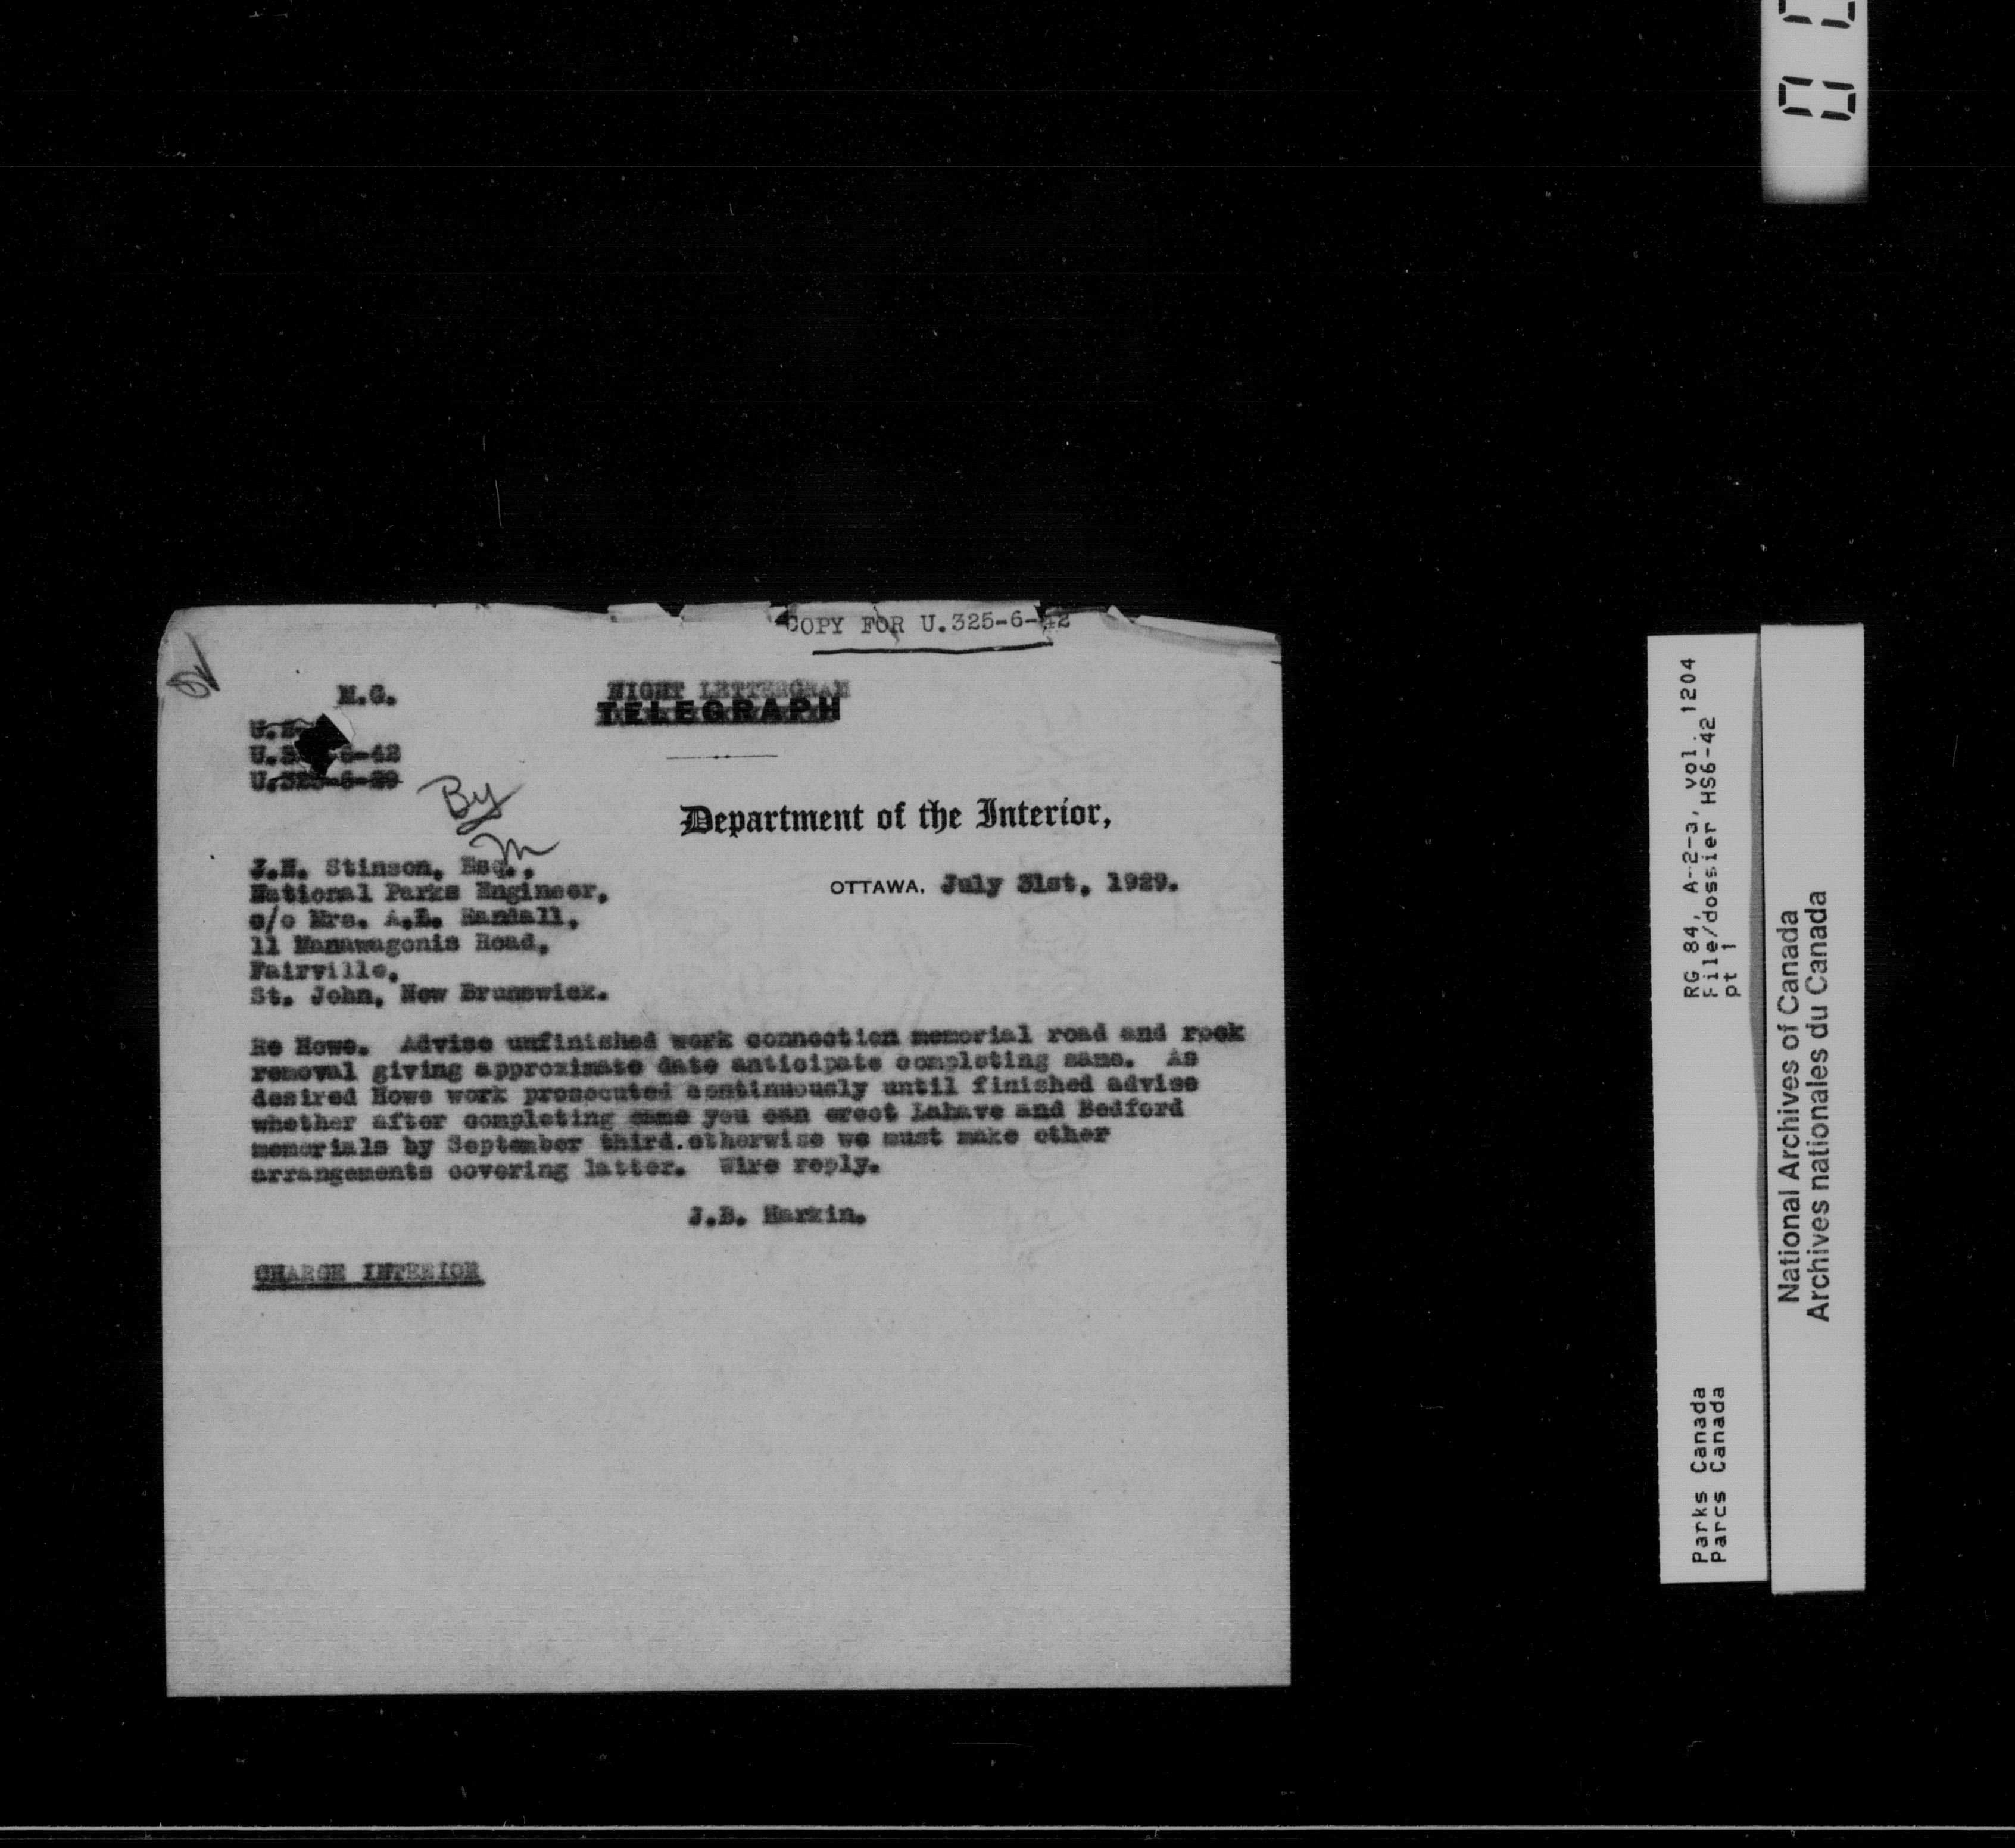 COPY FOR U.325-6-42
M.G.
NIGHT LETTERGRAM
TELEGRAPH
U.3
U.3 -6-42
U.325-6-29
By
m
Department of the Interior,
J.H. Stinson, Esq.,
OTTAWA, July 31st, 1929.
National Parks Engineer,
c/o Mrs. A.L. Randall,
11 Manawagonis Road,
Fairville,
St. John, New Brunswick.
Re Howe. Advise unfinished work connection memorial road and rock
removal giving approximate date anticipate completing same. As
desired Howe work prosecuted continuously until finished advise
whether after completing same you can erect Lahave and Bedford
memorials by September third.otherwise we must make other
arrangements covering latter. Wire reply.
J.B. Harkin.
CHARGE INTERIOR
RG 84, A-2-a, vol. 1204
File/dossier HS6-42
pt 1
Parks Canada
Parcs Canada
National Archives of Canada
Archives nationales du Canada